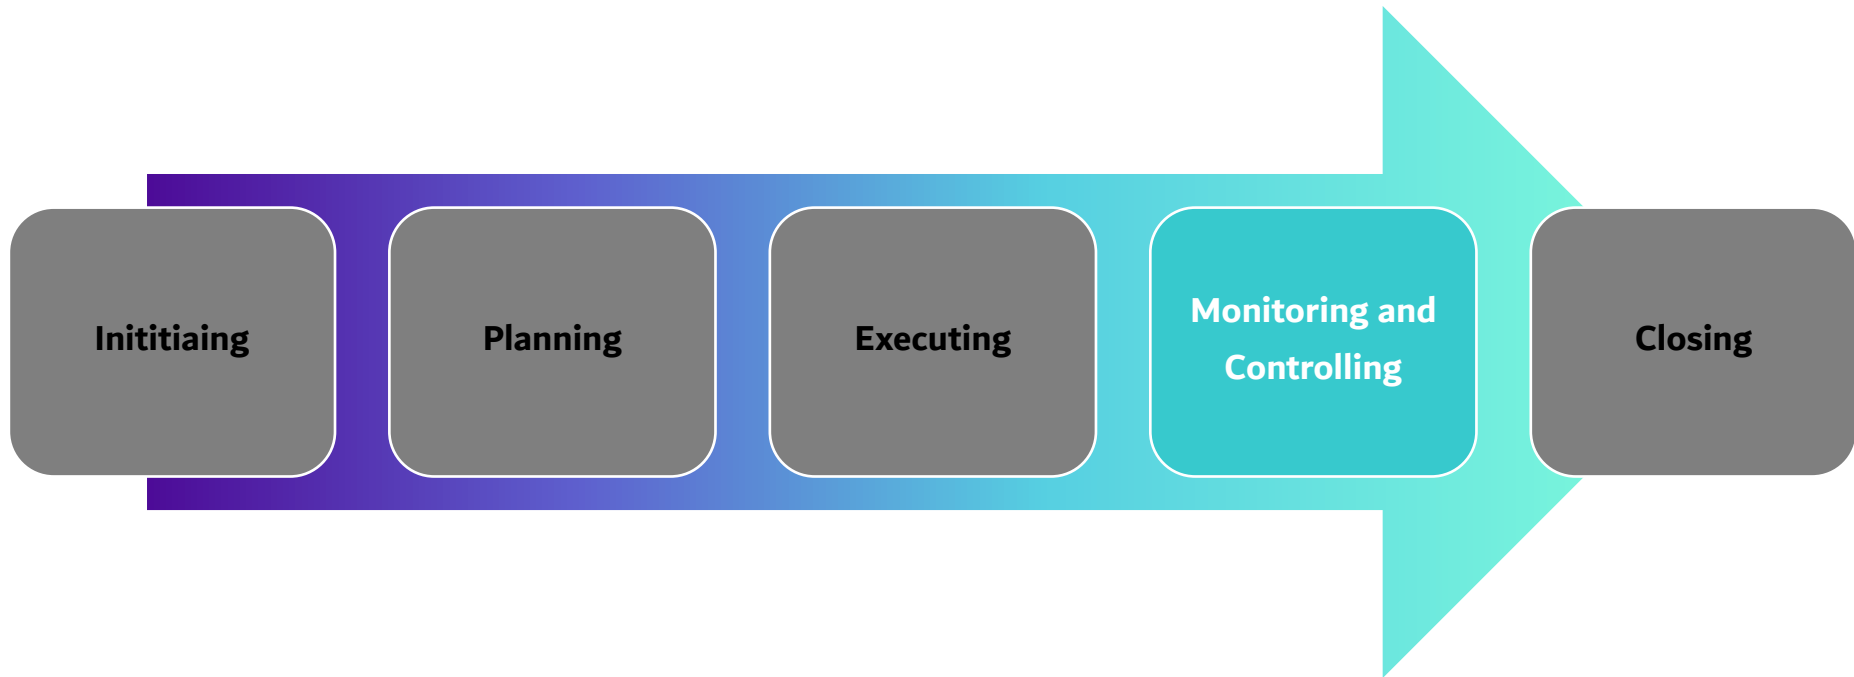 Inititiaing
Planning
Executing
Monitoring and
Controlling
Closing